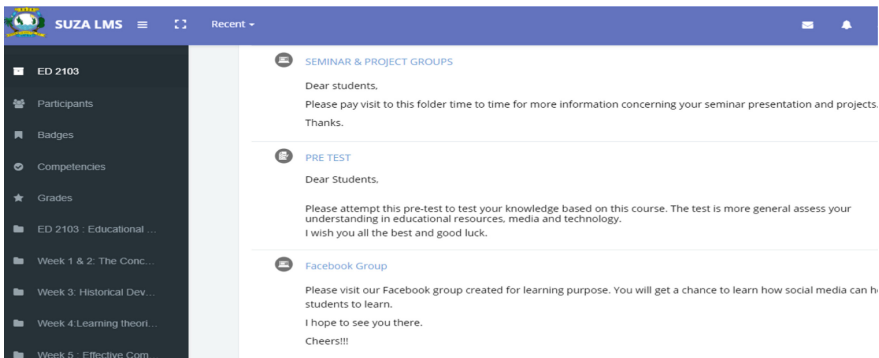 SUZA LMS
Recent
ED 2103
Participants
Badges
Competencies
Grades
ED 2103 : Educational ...
Week 1 & 2: The Conc...
Week 3: Historical Dev...
Week 4:Learning theori...
Week 5 : Effective Com
SEMINAR & PROJECT GROUPS
Dear students,
Please pay visit to this folder time to time for more information concerning your seminar presentation and projects.
Thanks.
PRE TEST
Dear Students,
Please attempt this pre-test to test your knowledge based on this course. The test is more general assess your
understanding in educational resources, media and technology.
I wish you all the best and good luck.
Facebook Group
Please visit our Facebook group created for learning purpose. You will get a chance to learn how social media can h
students to learn.
I hope to see you there.
Cheers!!!